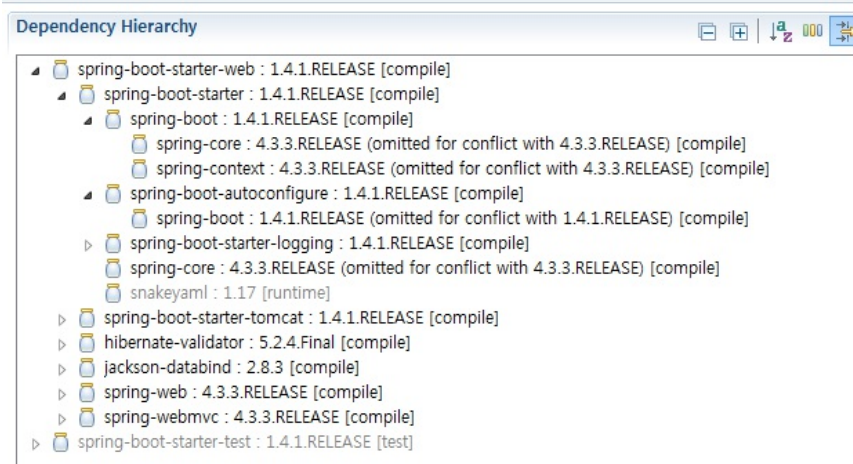 Dependency Hierarchy
spring-boot-starter-web : 1.4.1.RELEASE [compile]
spring-boot-starter : 1.4.1.RELEASE [compile]
spring-boot : 1.4.1.RELEASE [compile]
spring-core : 4.3.3.RELEASE (omitted for conflict with 4.3.3.RELEASE) [compile]
spring-context : 4.3.3.RELEASE (omitted for conflict with 4.3.3.RELEASE) [compile]
spring-boot-autoconfigure : 1.4.1.RELEASE [compile]
spring-boot : 1.4.1.RELEASE (omitted for conflict with 1.4.1.RELEASE) [compile]
spring-boot-starter-logging : 1.4.1.RELEASE [compile]
spring-core : 4.3.3.RELEASE (omitted for conflict with 4.3.3.RELEASE) [compile]
snakeyaml : 1.17 [runtime]
spring-boot-starter-tomcat : 1.4.1.RELEASE [compile]
hibernate-validator : 5.2.4.Final [compile]
jackson-databind : 2.8.3 [compile]
spring-web : 4.3.3.RELEASE [compile]
spring-webmvc : 4.3.3.RELEASE [compile]
spring-boot-starter-test : 1.4.1.RELEASE [test]